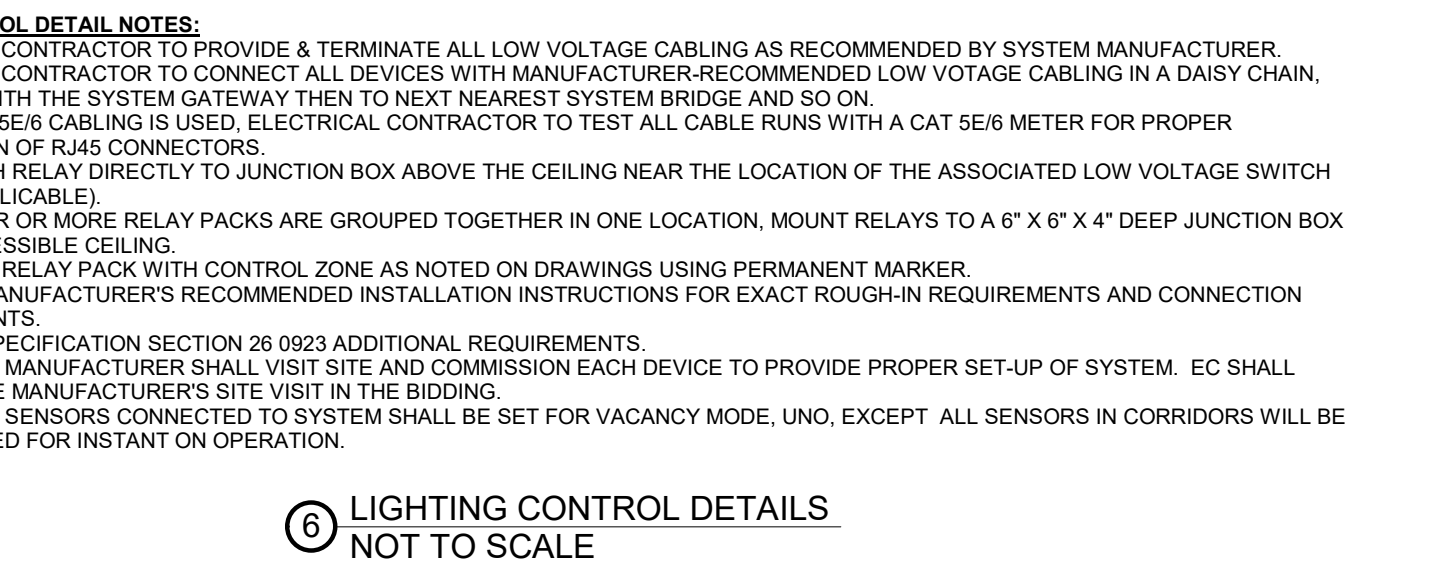 OL DETAIL NOTES:
CONTRACTOR TO PROVIDE & TERMINATE ALL LOW VOLTAGE CABLING AS RECOMMENDED BY SYSTEM MANUFACTURER.
CONTRACTOR TO CONNECT ALL DEVICES WITH MANUFACTURER-RECOMMENDED LOW VOTAGE CABLING IN A DAISY CHAIN,
ITH THE SYSTEM GATEWAY THEN TO NEXT NEAREST SYSTEM BRIDGE AND SO ON.
5E/6 CABLING IS USED, ELECTRICAL CONTRACTOR TO TEST ALL CABLE RUNS WITH A CAT 5E/6 METER FOR PROPER
N OF RJ45 CONNECTORS.
H RELAY DIRECTLY TO JUNCTION BOX ABOVE THE CEILING NEAR THE LOCATION OF THE ASSOCIATED LOW VOLTAGE SWITCH
LICABLE).
R OR MORE RELAY PACKS ARE GROUPED TOGETHER IN ONE LOCATION, MOUNT RELAYS TO A 6" X 6" X 4" DEEP JUNCTION BOX
ESSIBLE CEILING.
RELAY PACK WITH CONTROL ZONE AS NOTED ON DRAWINGS USING PERMANENT MARKER.
ANUFACTURER'S RECOMMENDED INSTALLATION INSTRUCTIONS FOR EXACT ROUGH-IN REQUIREMENTS AND CONNECTION
NTS.
PECIFICATION SECTION 26 0923 ADDITIONAL REQUIREMENTS.
MANUFACTURER SHALL VISIT SITE AND COMMISSION EACH DEVICE TO PROVIDE PROPER SET-UP OF SYSTEM. EC SHALL
E MANUFACTURER'S SITE VISIT IN THE BIDDING.
SENSORS CONNECTED TO SYSTEM SHALL BE SET FOR VACANCY MODE, UNO, EXCEPT ALL SENSORS IN CORRIDORS WILL BE
ED FOR INSTANT ON OPERATION.
6 LIGHTING CONTROL DETAILS
NOT TO SCALE